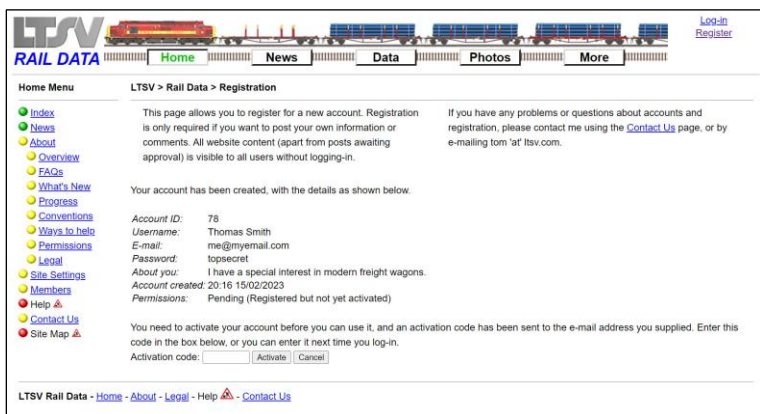 LTSV
RAIL DATA
Home
News
Data
Photos
More
Log-in
Register
Home Menu
Index
News
About
Overview
FAQs
What's New
Progress
Conventions
Ways to help
Permissions
Legal
Site Settings
Members
Help
Contact Us
Site Map
LTSV > Rail Data > Registration
This page allows you to register for a new account. Registration
is only required if you want to post your own information or
comments. All website content (apart from posts awaiting
approval) is visible to all users without logging-in.
If you have any problems or questions about accounts and
registration, please contact me using the Contact Us page, or by
e-mailing tom 'at' ltsv.com.
Your account has been created, with the details as shown below.
Account ID: 78
Username: Thomas Smith
E-mail: me@myemail.com
Password: topsecret
About you: I have a special interest in modern freight wagons.
Account created: 20:16 15/02/2023
Permissions: Pending (Registered but not yet activated)
You need to activate your account before you can use it, and an activation code has been sent to the e-mail address you supplied. Enter this
code in the box below, or you can enter it next time you log-in.
Activation code: Activate Cancel
LTSV Rail Data - Home - About - Legal - Help - Contact Us